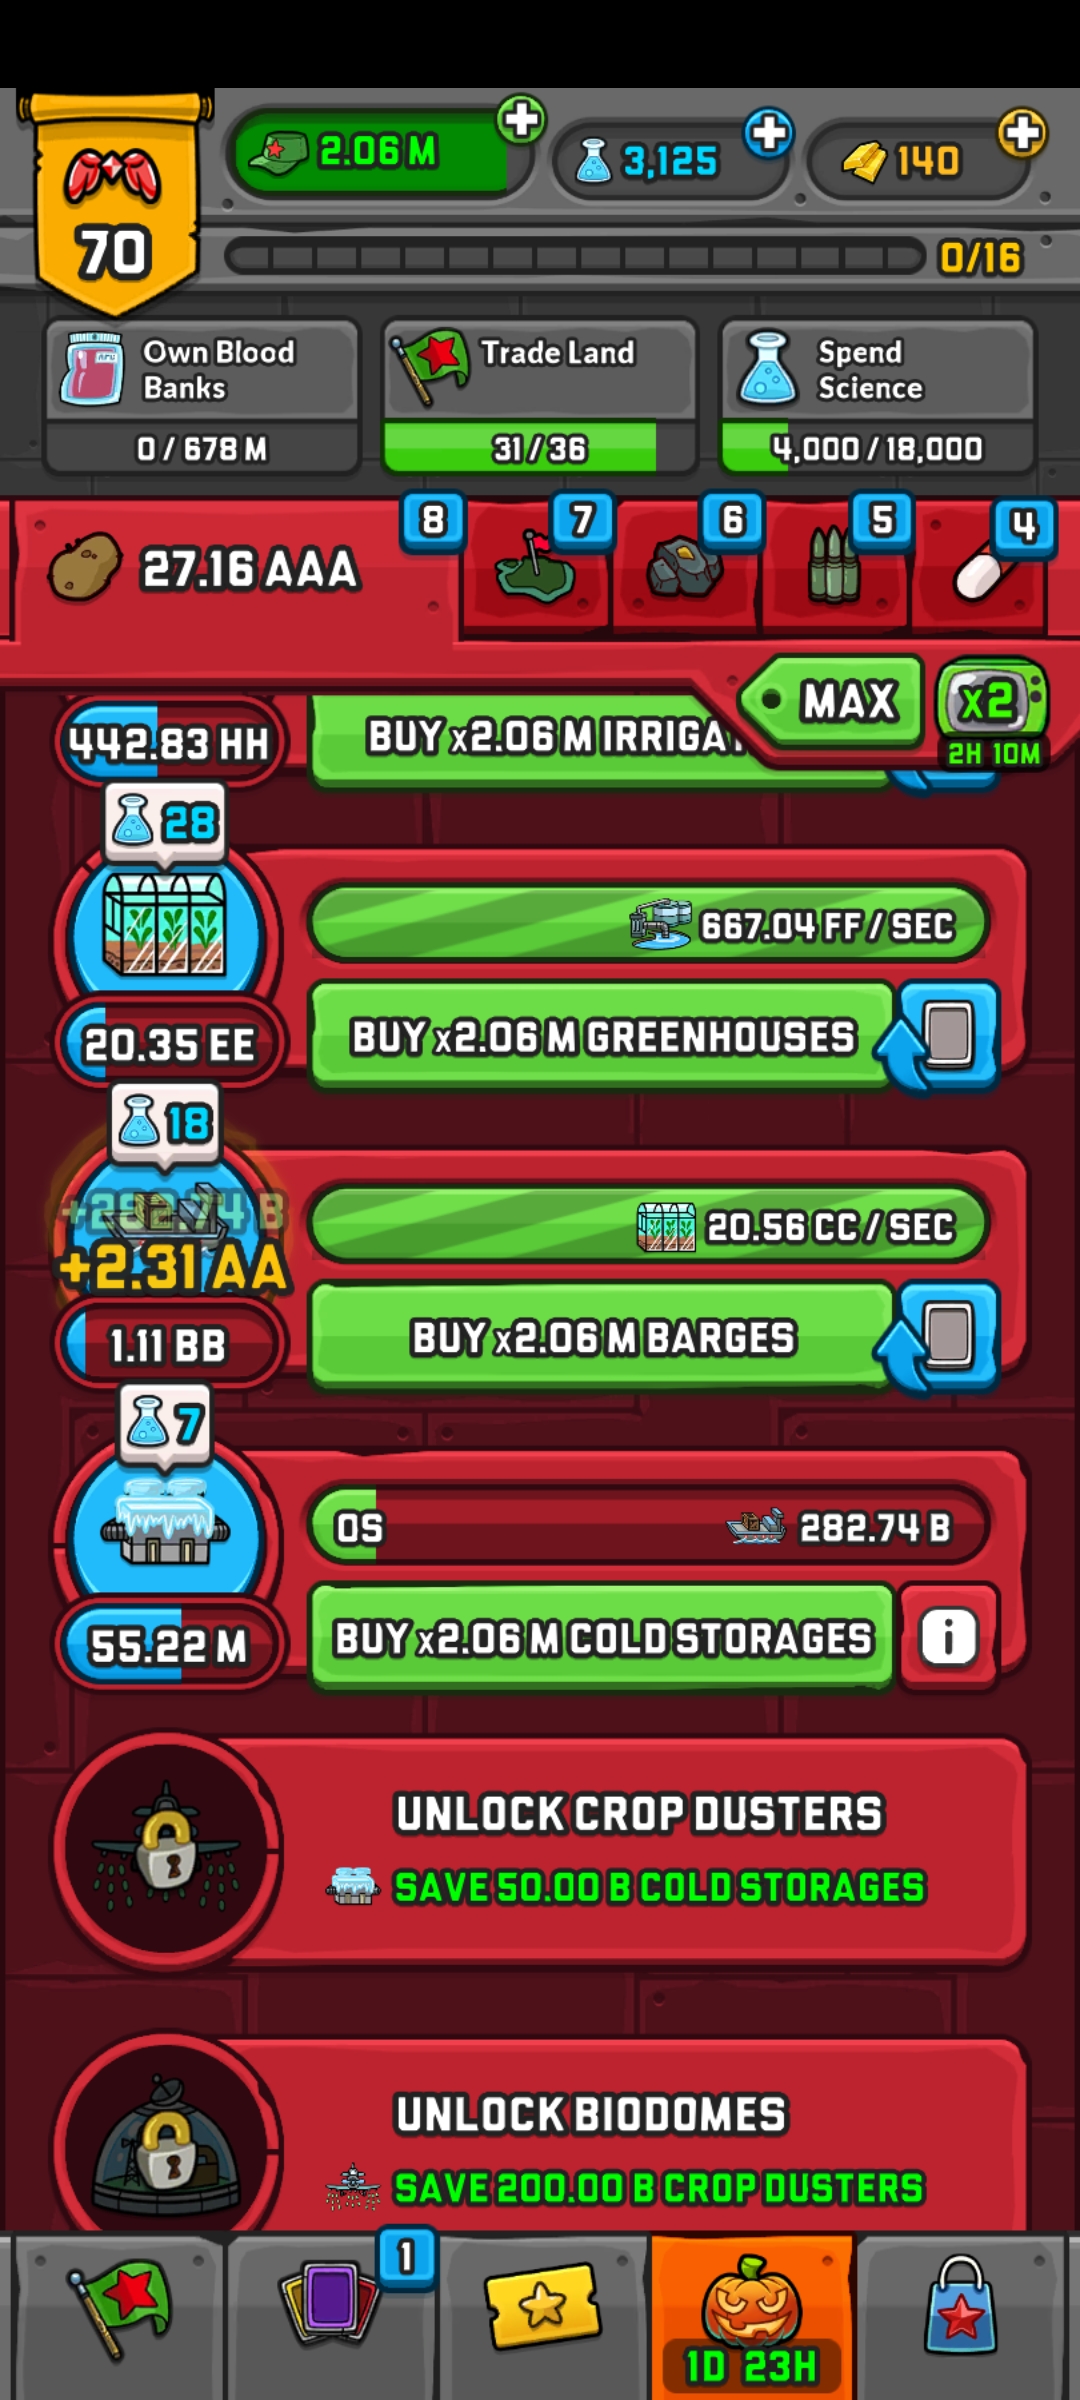 2.06 M
3,125
140
70
0/16
Own Blood
Banks
0 / 678 M
Trade Land
31 / 36
Spend
Science
4,000 / 18,000
27.16 AAA
8
7
6
5
4
MAX
x2
2H 10M
442.83 HH
BUY x2.06 M IRRIGA
28
667.04 FF / SEC
20.35 EE
BUY x2.06 M GREENHOUSES
18
+282.74 B
+2.31 AA
20.56 CC / SEC
1.11 BB
BUY x2.06 M BARGES
7
0S
282.74 B
55.22 M
BUY x2.06 M COLD STORAGES
i
UNLOCK CROP DUSTERS
SAVE 50.00 B COLD STORAGES
UNLOCK BIODOMES
SAVE 200.00 B CROP DUSTERS
1
1D 23H